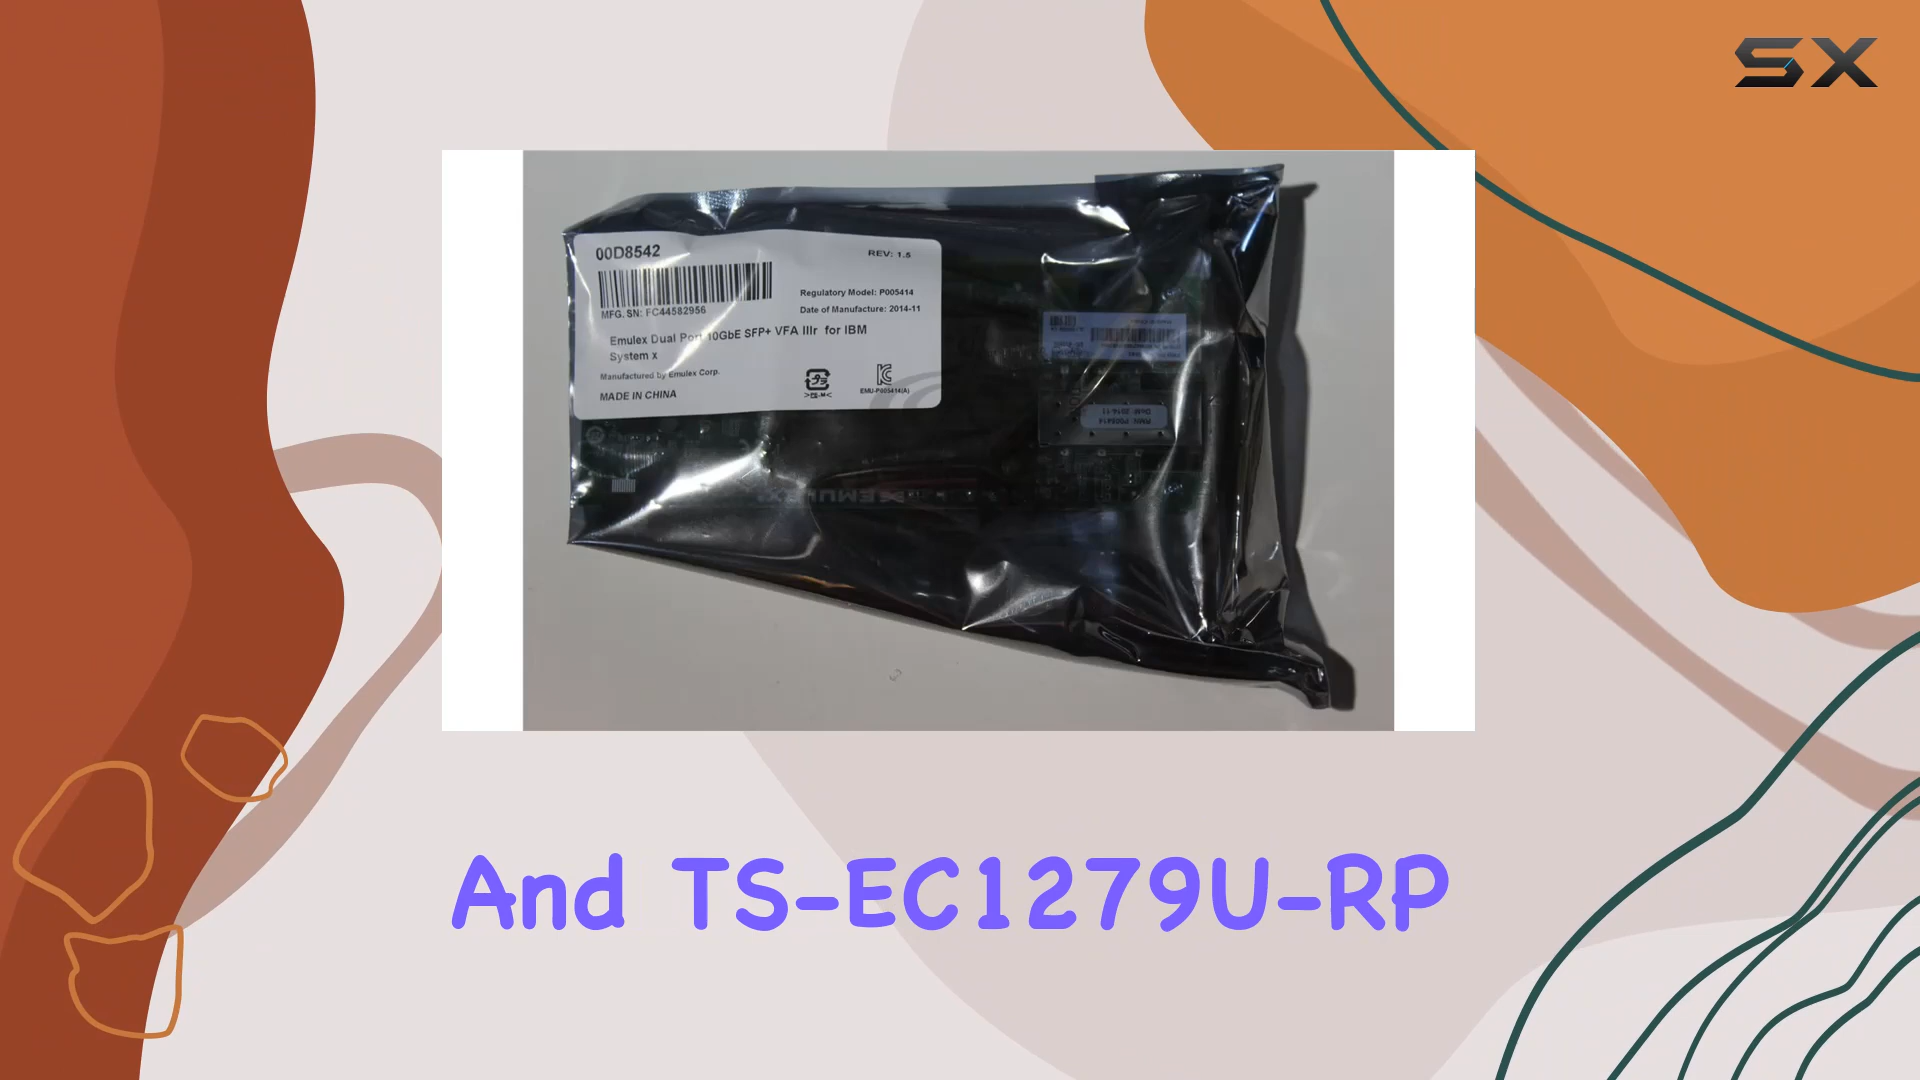 SX
00D8542
REV: 1.5
MFG. SN: FC44582956
Regulatory Model: P005414
Date of Manufacture: 2014-11
Emulex Dual Port 10GbE SFP+ VFA IIIr for IBM
System x
Manufactured by Emulex Corp.
MADE IN CHINA
EMU-P005414(A)
EMULEX
And TS-EC1279U-RP